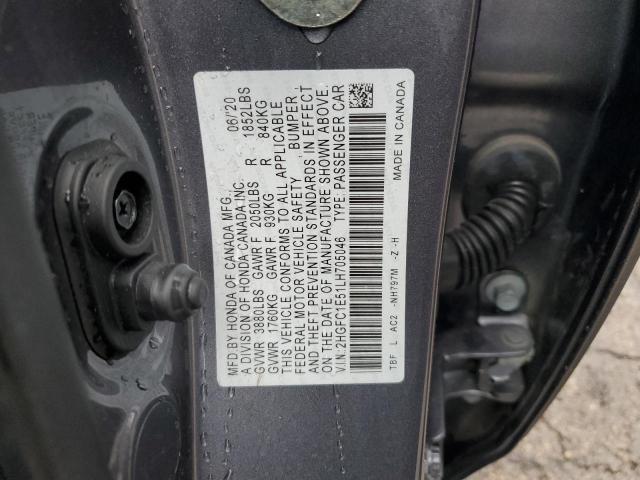 MFD.BY HONDA OF CANADA MFG. 06/'20
A DIVISION OF HONDA CANADA INC.
GVWR 3880LBS GAWR F 2050LBS R 1852LBS
GVWR 1760KG GAWR F 930KG R 840KG
THIS VEHICLE CONFORMS TO ALL APPLICABLE
FEDERAL MOTOR VEHICLE SAFETY BUMPER,
AND THEFT PREVENTION STANDARDS IN EFFECT
ON THE DATE OF MANUFACTURE SHOWN ABOVE.
V.I.N:2HGFC1E51LH705046 TYPE: PASSENGER CAR
TBF L AC2 -NH797M -Z -H MADE IN CANADA